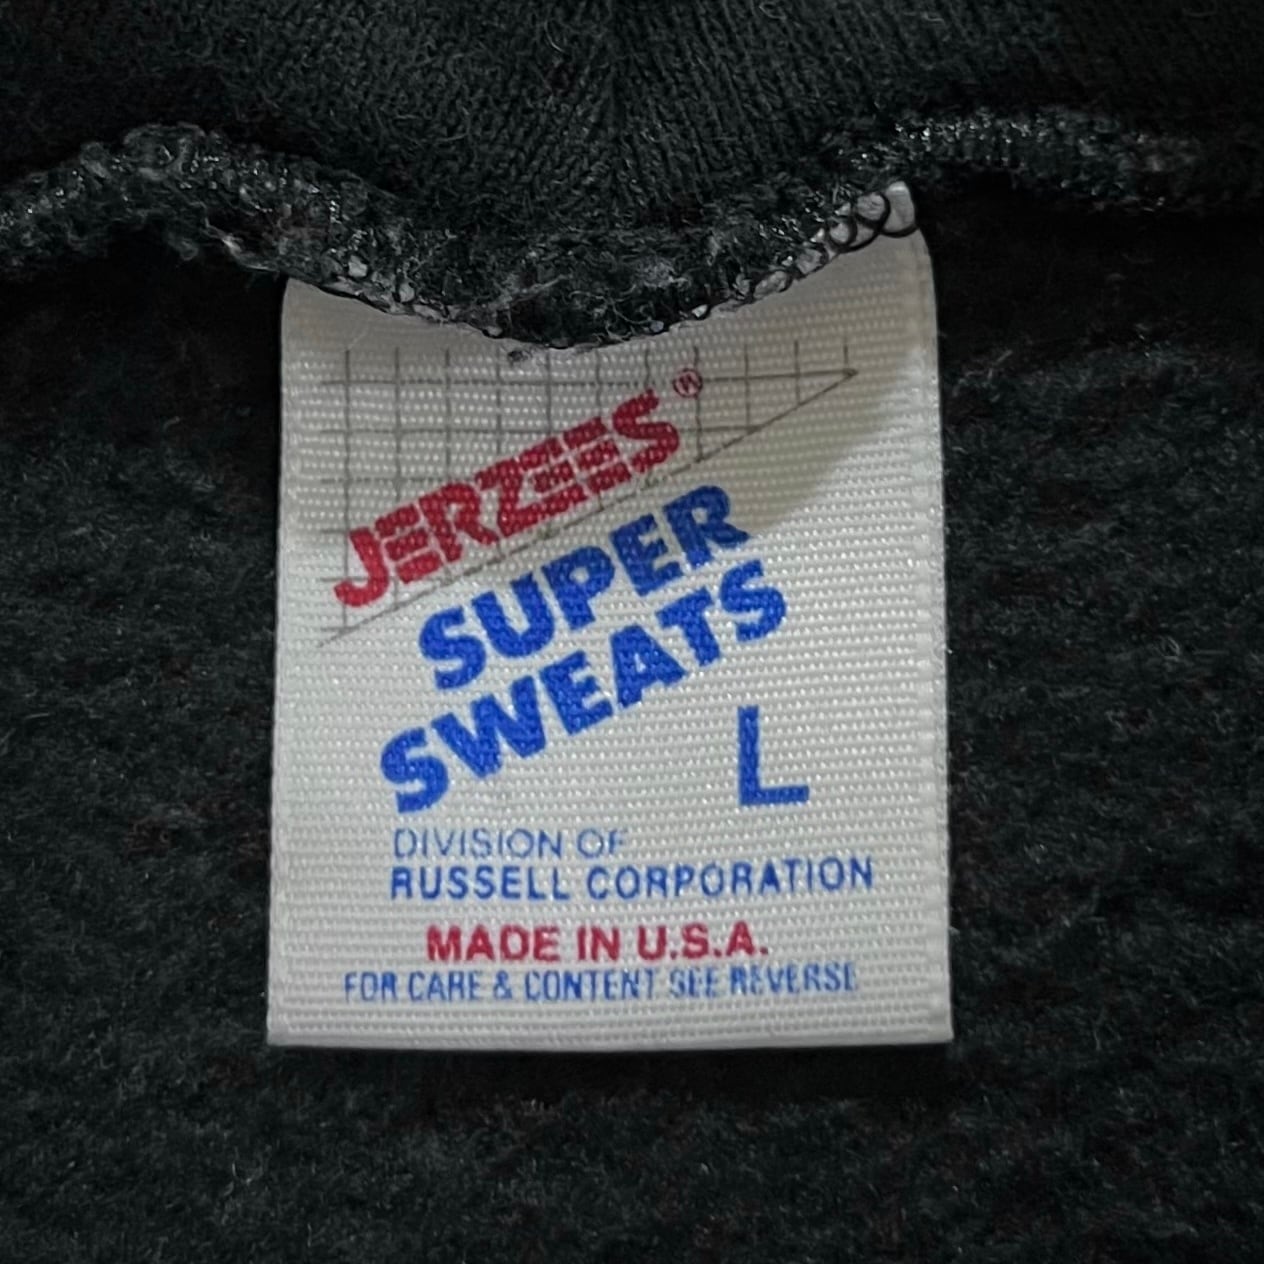 JERZEES®
SUPER
SWEATS
L
DIVISION OF
RUSSELL CORPORATION
MADE IN U.S.A.
FOR CARE & CONTENT SEE REVERSE